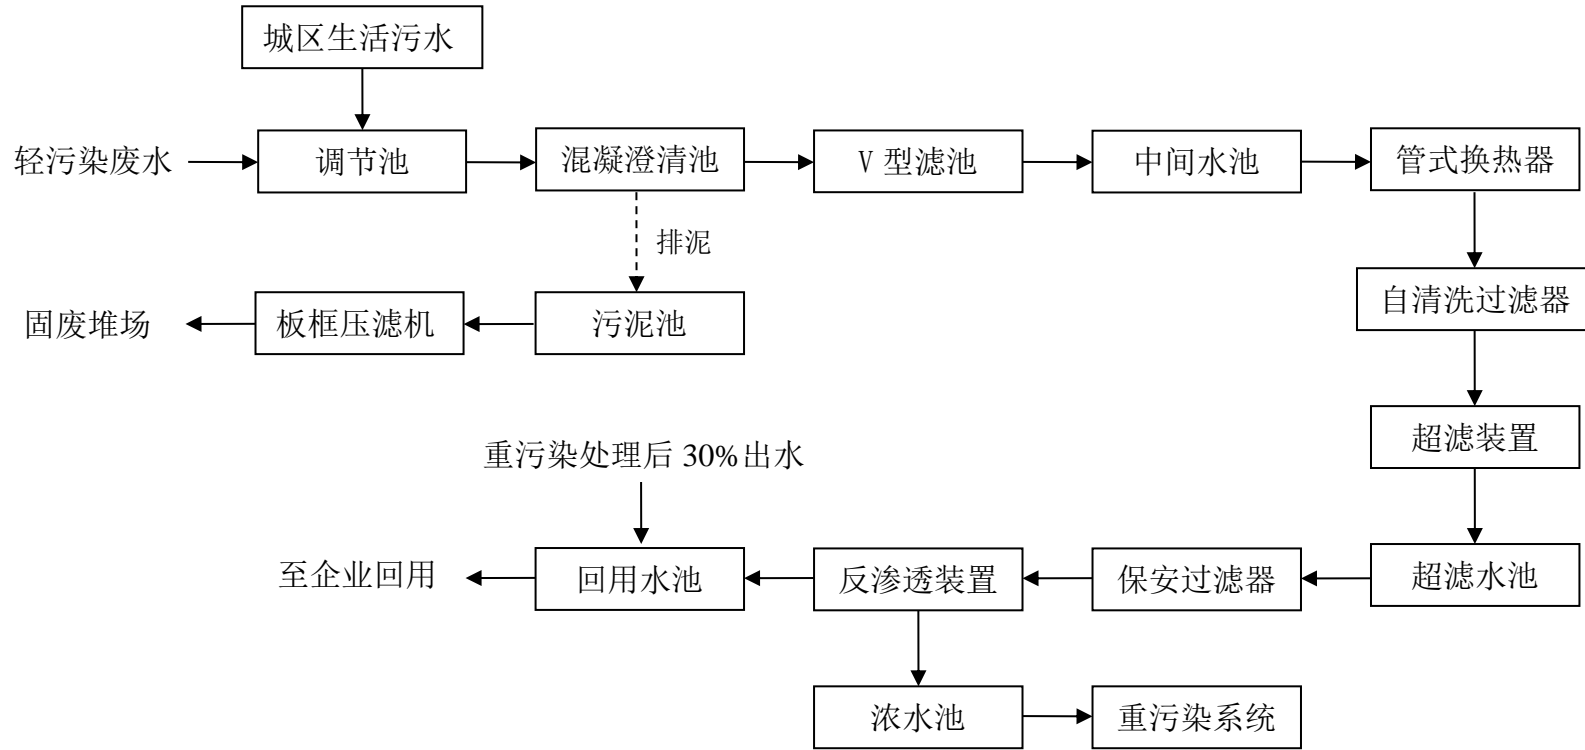 城区生活污水
轻污染废水
调节池
混凝澄清池
V 型滤池
中间水池
管式换热器
排泥
自清洗过滤器
固废堆场
板框压滤机
污泥池
超滤装置
重污染处理后 30%出水
至企业回用
回用水池
反渗透装置
保安过滤器
超滤水池
浓水池
重污染系统